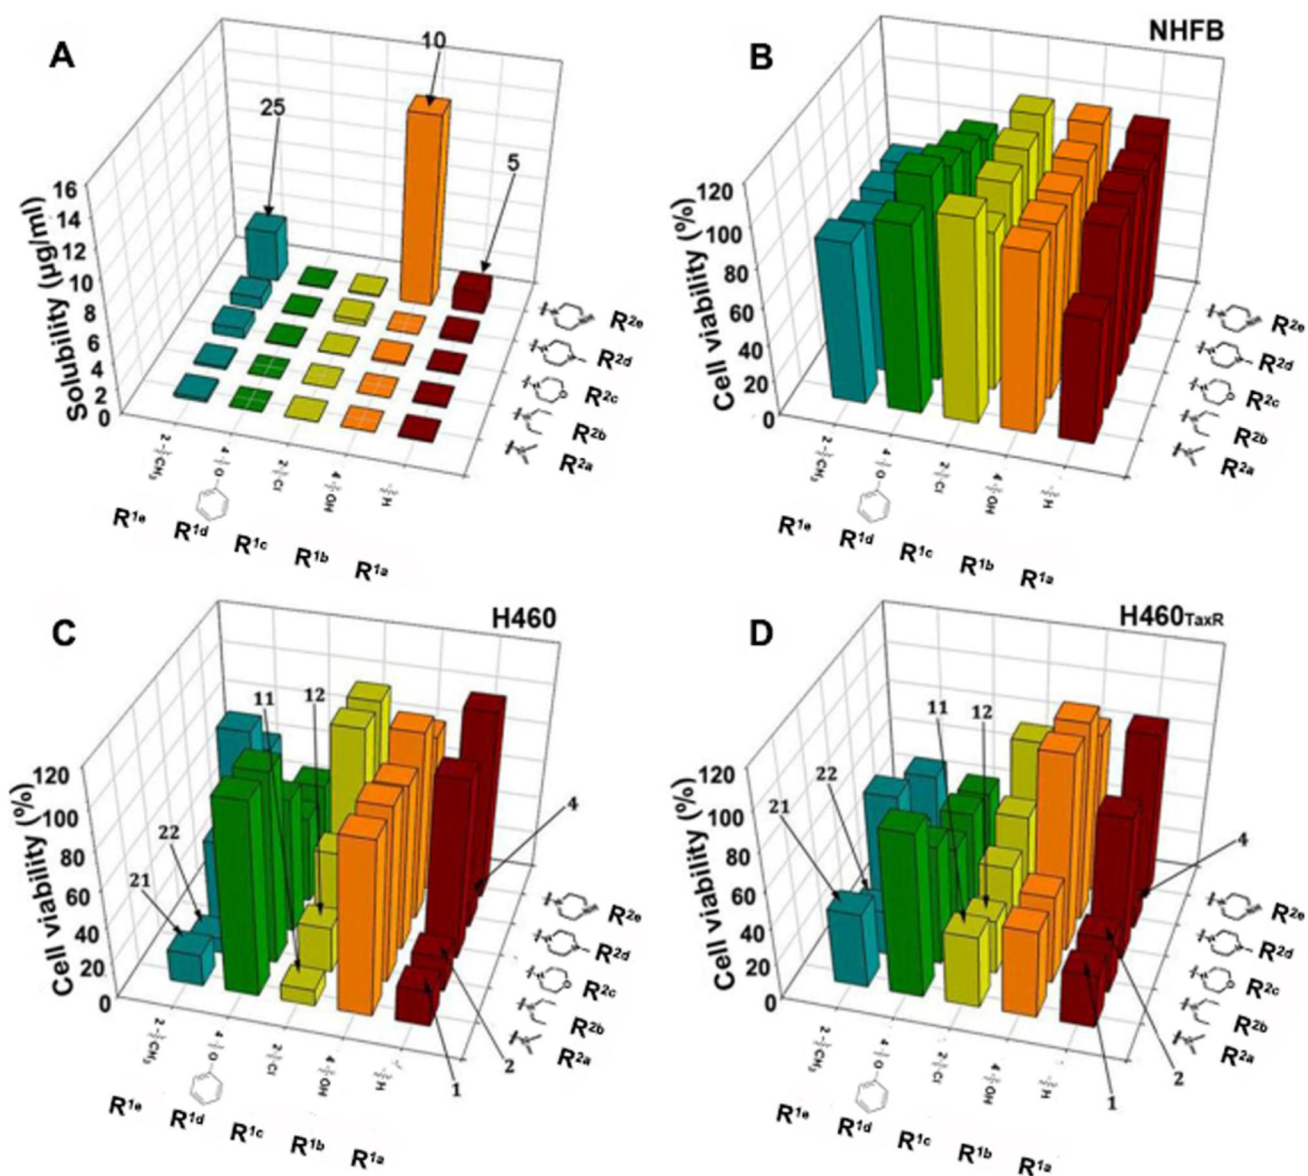 A
10
25
5
16
14
12
10
8
6
4
2
0
Solubility (µg/ml)
R2e
R2d
R2c
R2b
R2a
2 CH3
4 O
2 Cl
4 OH
H
R1e
R1d
R1c
R1b
R1a
B
NHFB
120
100
80
60
40
20
0
Cell viability (%)
R2e
R2d
R2c
R2b
R2a
2 CH3
4 O
2 Cl
4 OH
H
R1e
R1d
R1c
R1b
R1a
C
H460
11
12
22
21
4
2
1
120
100
80
60
40
20
0
Cell viability (%)
R2e
R2d
R2c
R2b
R2a
2 CH3
4 O
2 Cl
4 OH
H
R1e
R1d
R1c
R1b
R1a
D
H460TaxR
11
12
22
21
4
2
1
120
100
80
60
40
20
0
Cell viability (%)
R2e
R2d
R2c
R2b
R2a
2 CH3
4 O
2 Cl
4 OH
H
R1e
R1d
R1c
R1b
R1a